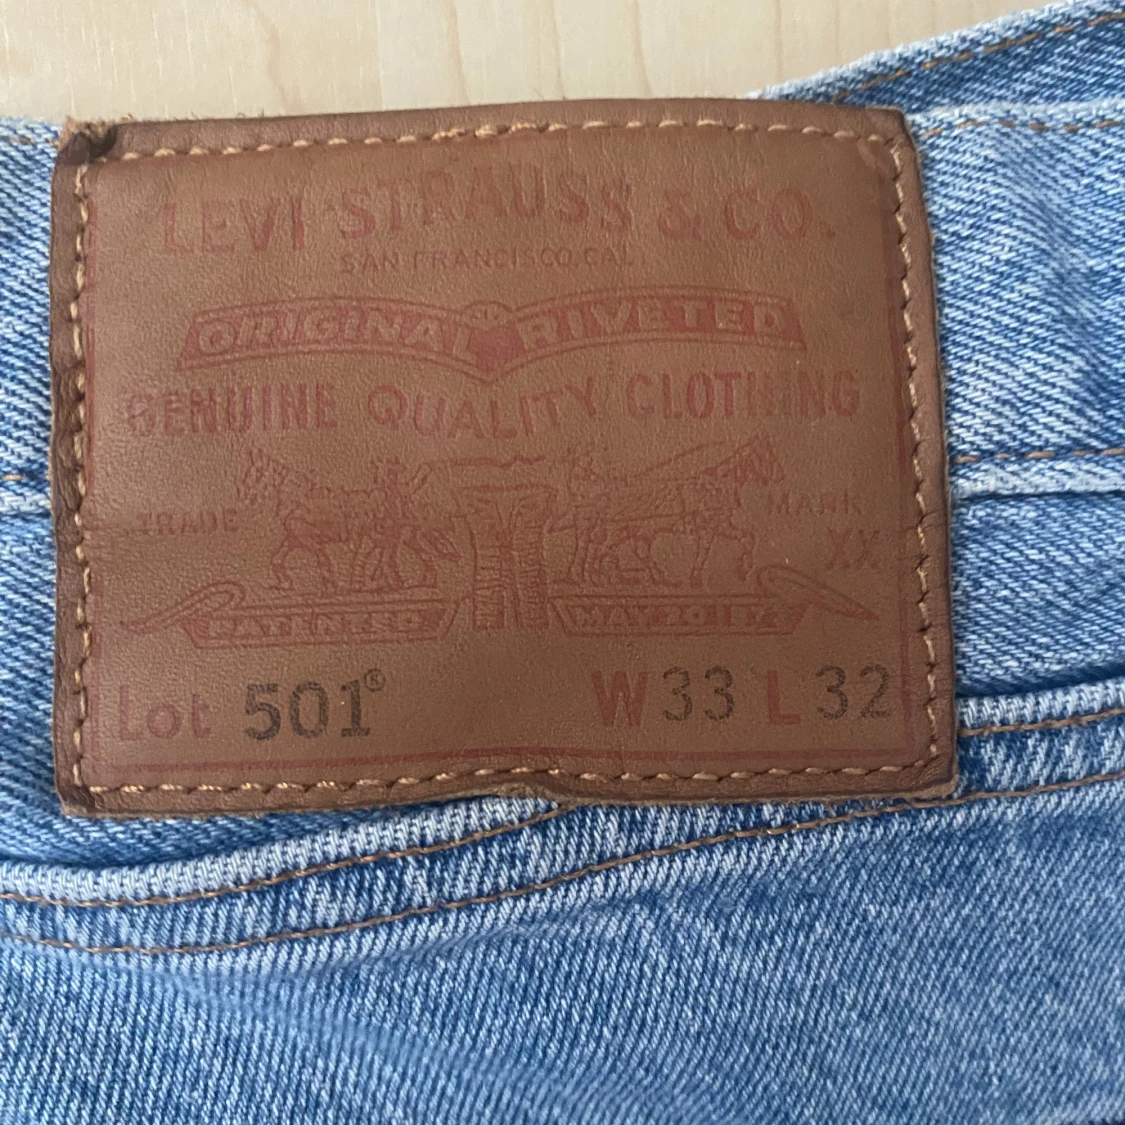 LEVI STRAUSS & CO.
SAN FRANCISCO, CAL
ORIGINAL RIVETED
GENUINE QUALITY CLOTHING
TRADE MARK
XX
PATENTED MAY 20 1873
Lot 501® W33 L32